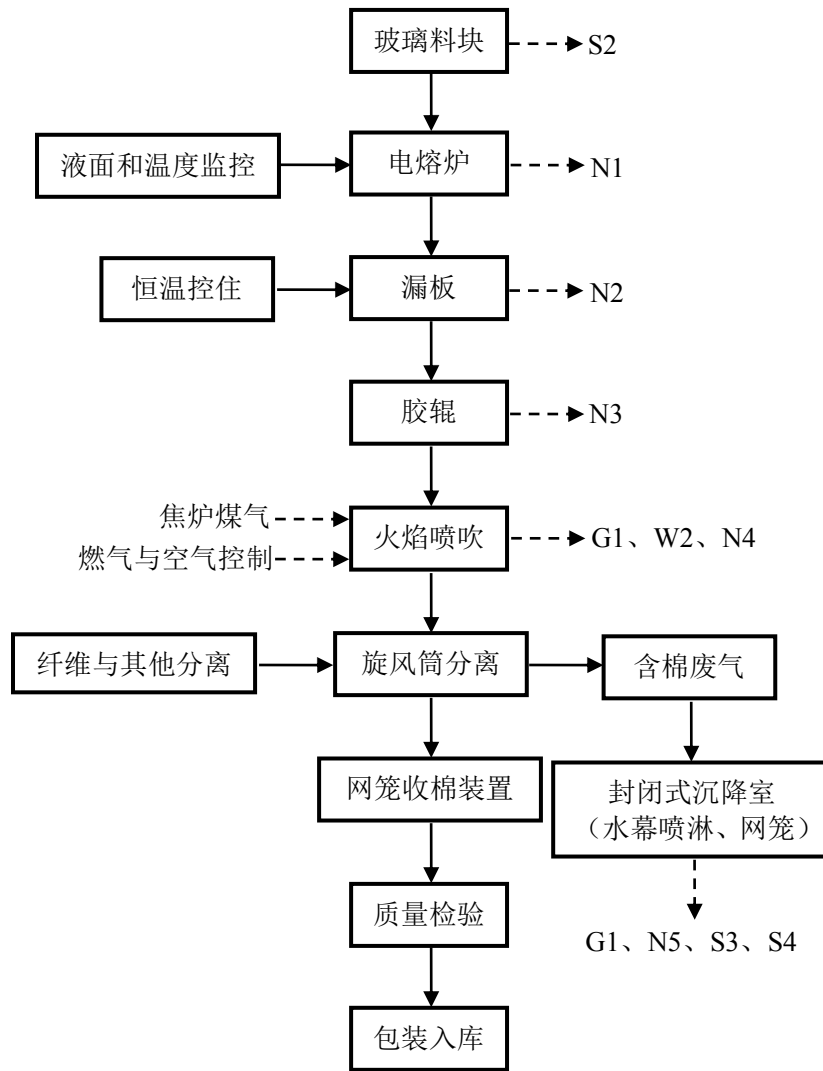 玻璃料块
S2
液面和温度监控
电熔炉
N1
恒温控住
漏板
N2
胶辊
N3
焦炉煤气
燃气与空气控制
火焰喷吹
G1、W2、N4
纤维与其他分离
旋风筒分离
含棉废气
网笼收棉装置
封闭式沉降室
（水幕喷淋、网笼）
质量检验
G1、N5、S3、S4
包装入库